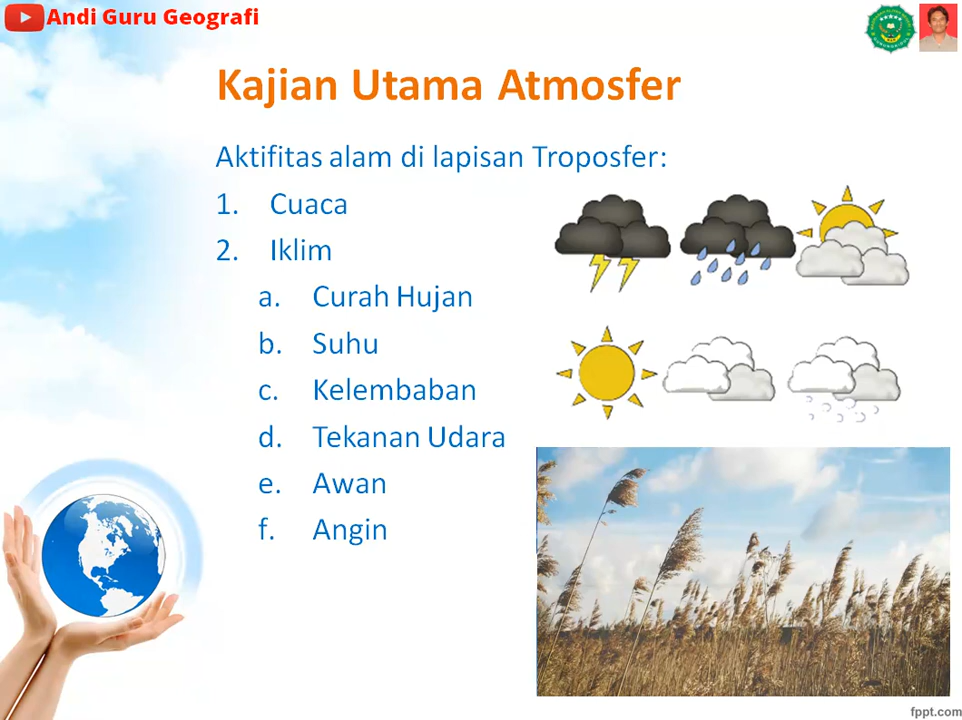 Andi Guru Geografi
Kajian Utama Atmosfer
Aktifitas alam di lapisan Troposfer:
1. Cuaca
2. Iklim
a. Curah Hujan
b. Suhu
c. Kelembaban
d. Tekanan Udara
e. Awan
f. Angin
fppt.com